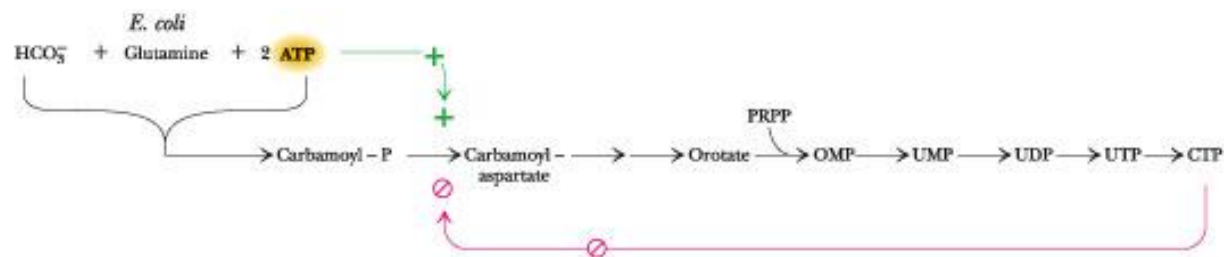 E. coli
HCO₃⁻ + Glutamine + 2 ATP
+
+
PRPP
Carbamoyl – P Carbamoyl – Orotate OMP UMP UDP UTP CTP
aspartate